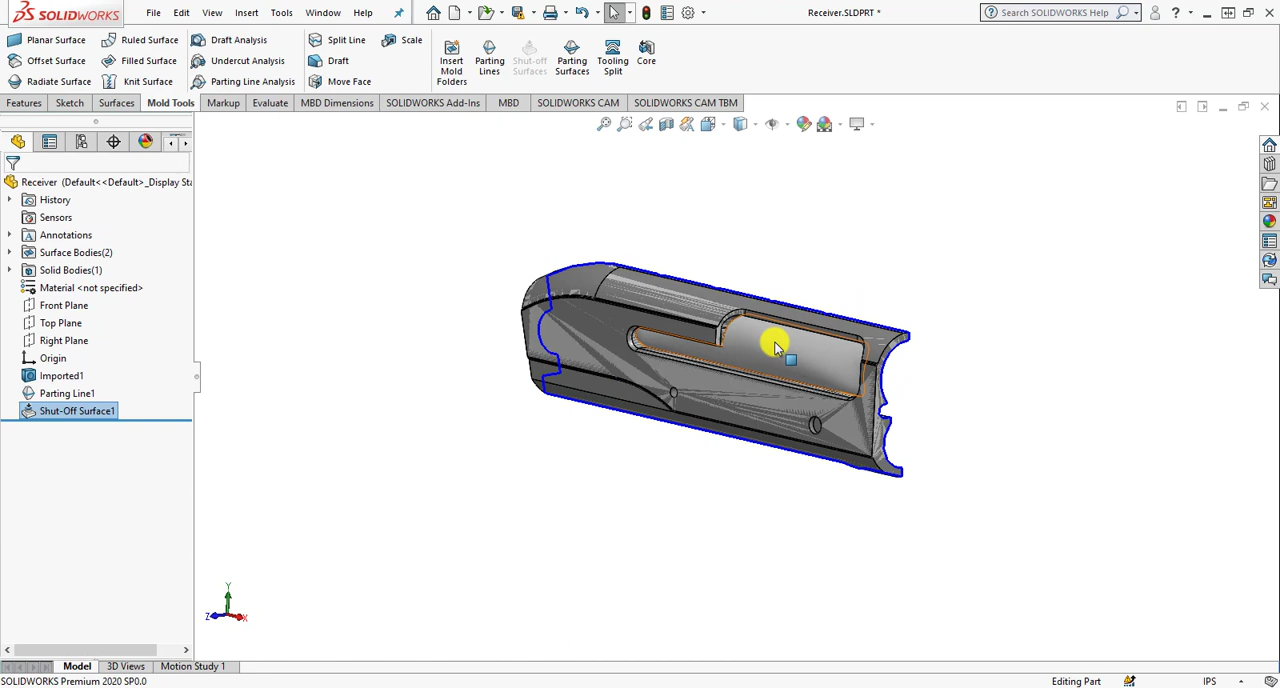 SOLIDWORKS
File Edit View Insert Tools Window Help
Receiver.SLDPRT *
Search SOLIDWORKS Help
Planar Surface Ruled Surface Draft Analysis Split Line Scale
Offset Surface Filled Surface Undercut Analysis Draft
Radiate Surface Knit Surface Parting Line Analysis Move Face
Insert Mold Folders
Parting Lines
Shut-off Surfaces
Parting Surfaces
Tooling Split
Core
Features Sketch Surfaces Mold Tools Markup Evaluate MBD Dimensions SOLIDWORKS Add-Ins MBD SOLIDWORKS CAM SOLIDWORKS CAM TBM
Receiver (Default<<Default>_Display Sta
History
Sensors
Annotations
Surface Bodies(2)
Solid Bodies(1)
Material <not specified>
Front Plane
Top Plane
Right Plane
Origin
Imported1
Parting Line1
Shut-Off Surface1
Y
Z X
Model 3D Views Motion Study 1
SOLIDWORKS Premium 2020 SP0.0
Editing Part
IPS